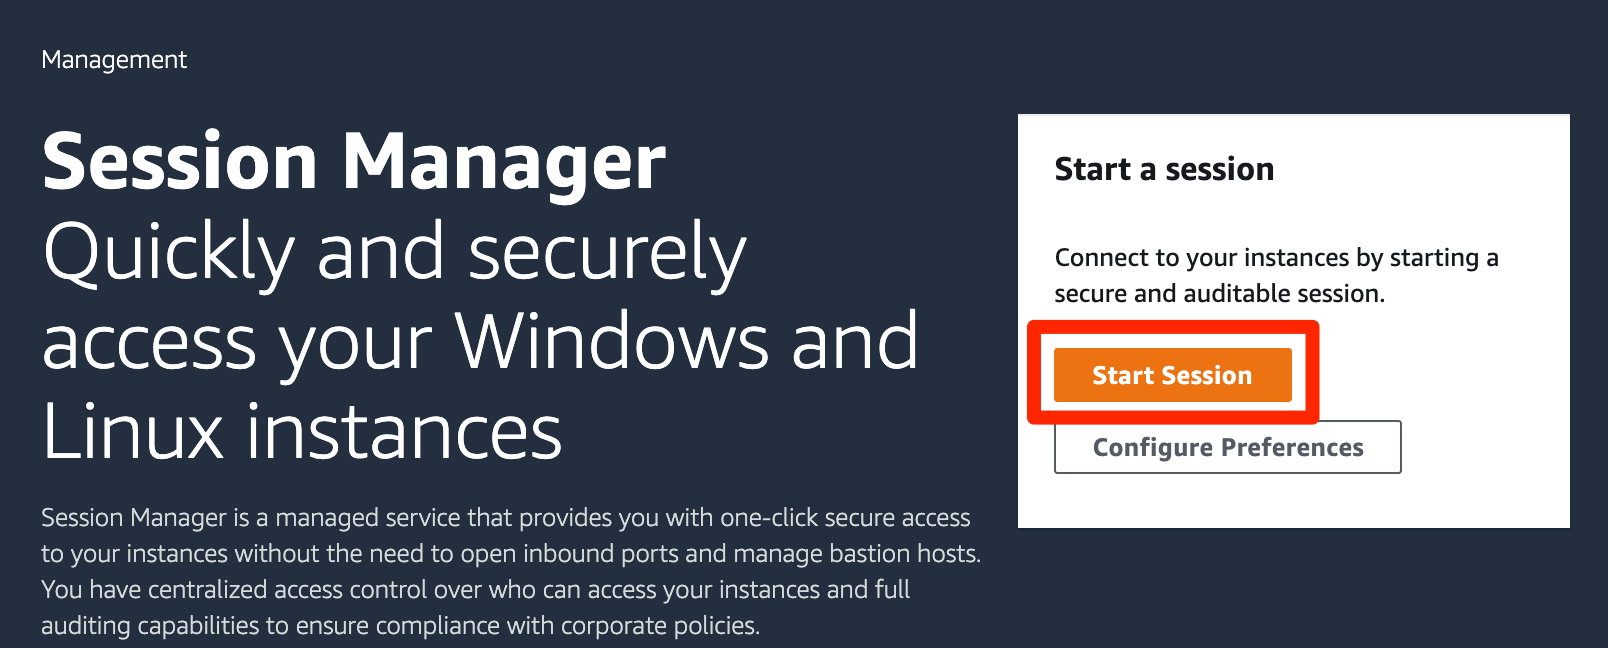 Management
Session Manager
Quickly and securely
access your Windows and
Linux instances
Session Manager is a managed service that provides you with one-click secure access
to your instances without the need to open inbound ports and manage bastion hosts.
You have centralized access control over who can access your instances and full
auditing capabilities to ensure compliance with corporate policies.
Start a session
Connect to your instances by starting a
secure and auditable session.
Start Session
Configure Preferences